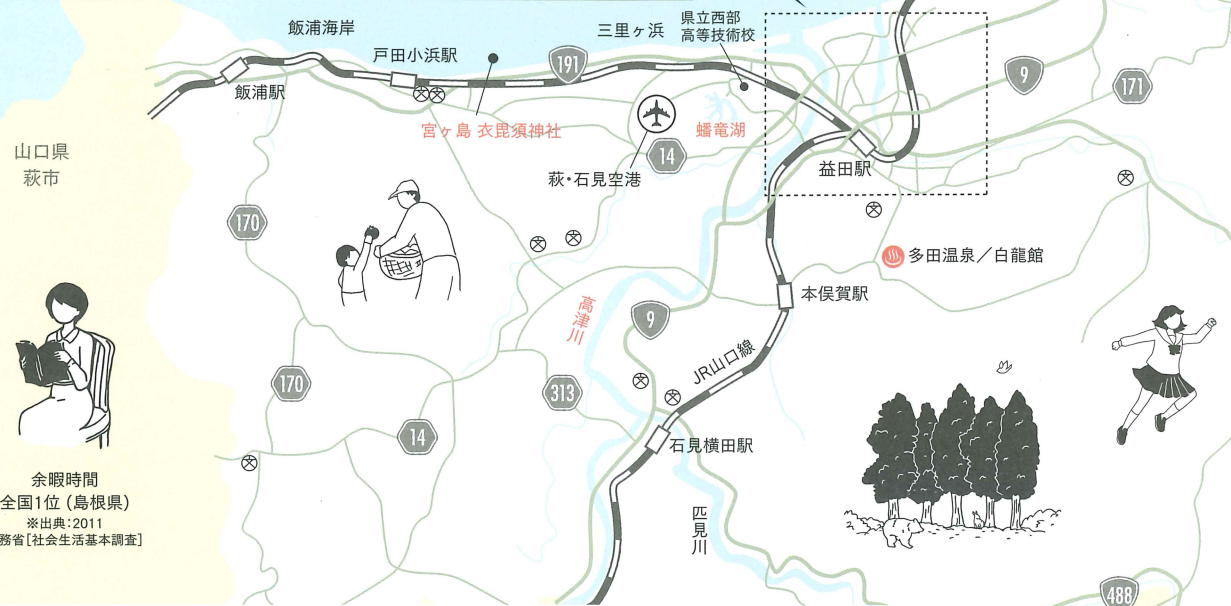 飯浦海岸
三里ヶ浜
県立西部
高等技術校
戸田小浜駅
191
9
171
飯浦駅
宮ヶ島 衣毘須神社
蟠竜湖
14
萩・石見空港
益田駅
山口県
萩市
170
多田温泉／白龍館
本俣賀駅
高津川
9
JR山口線
170
313
14
石見横田駅
余暇時間
全国1位（島根県）
※出典：2011
務省［社会生活基本調査］
匹見川
488